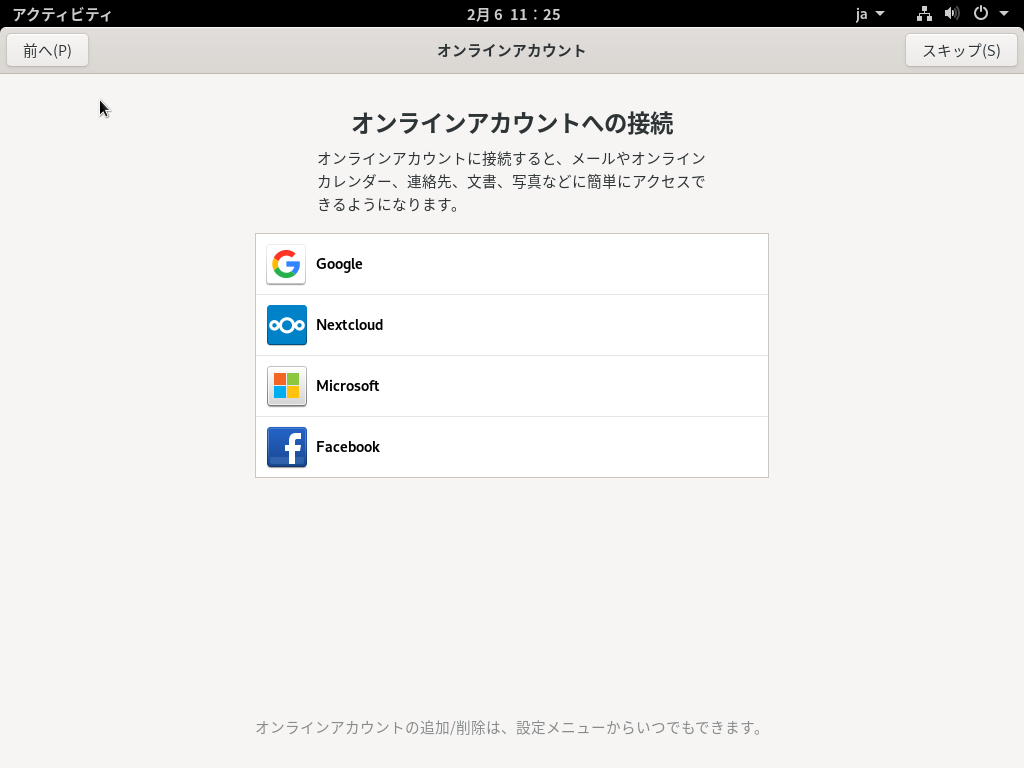 アクティビティ
2月 6 11：25
ja
前へ(P)
オンラインアカウント
スキップ(S)
オンラインアカウントへの接続
オンラインアカウントに接続すると、メールやオンライン
カレンダー、連絡先、文書、写真などに簡単にアクセスで
きるようになります。
Google
Nextcloud
Microsoft
Facebook
オンラインアカウントの追加/削除は、設定メニューからいつでもできます。